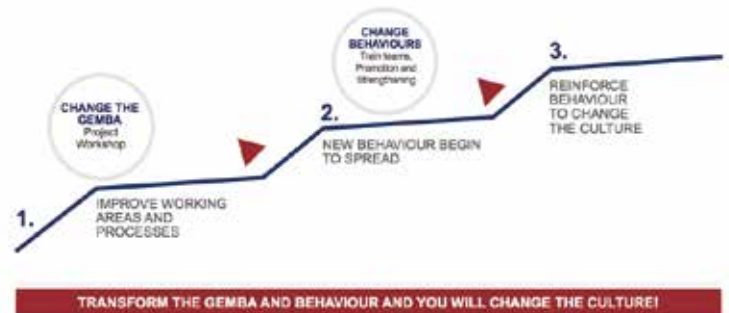 CHANGE THE
GEMBA
Project
Workshop
1.
IMPROVE WORKING
AREAS AND
PROCESSES
CHANGE
BEHAVIOURS
Train teams,
Promotion and
Strengthening
2.
NEW BEHAVIOUR BEGIN
TO SPREAD
3.
REINFORCE
BEHAVIOUR
TO CHANGE
THE CULTURE
TRANSFORM THE GEMBA AND BEHAVIOUR AND YOU WILL CHANGE THE CULTURE!